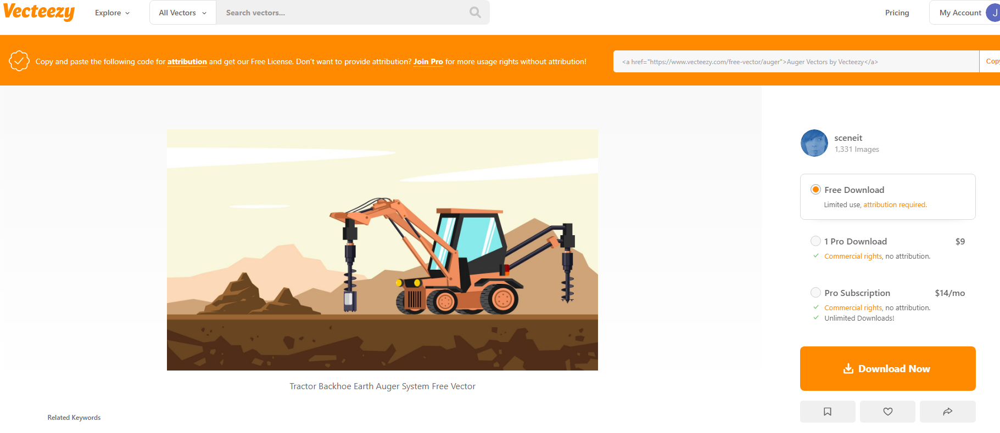 Vecteezy
Explore
All Vectors
Search vectors...
Pricing
My Account
J
Copy and paste the following code for attribution and get our Free License. Don't want to provide attribution? Join Pro for more usage rights without attribution!
<a href="https://www.vecteezy.com/free-vector/auger">Auger Vectors by Vecteezy</a>
Copy
sceneit
1,331 Images
Free Download
Limited use, attribution required.
1 Pro Download $9
Commercial rights, no attribution.
Pro Subscription $14/mo
Commercial rights, no attribution.
Unlimited Downloads!
Download Now
Tractor Backhoe Earth Auger System Free Vector
Related Keywords